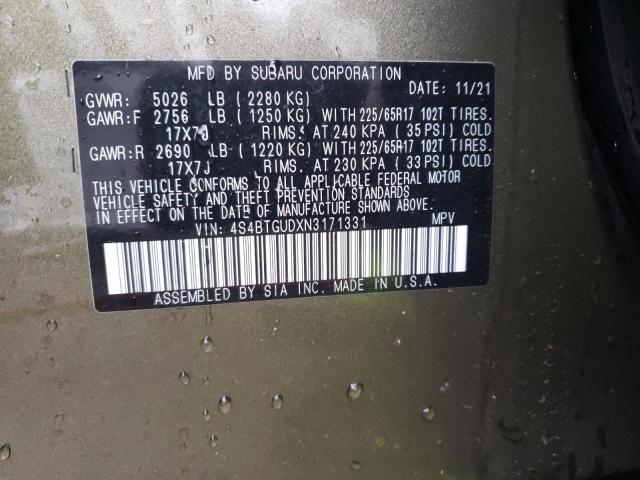 MFD BY SUBARU CORPORATION
DATE: 11/21
GVWR: 5026 LB ( 2280 KG)
GAWR:F 2756 LB ( 1250 KG) WITH 225/65R17 102T TIRES.
17X7J RIMS. AT 240 KPA ( 35 PSI) COLD
GAWR:R 2690 LB ( 1220 KG) WITH 225/65R17 102T TIRES.
17X7J RIMS. AT 230 KPA ( 33 PSI) COLD
THIS VEHICLE CONFORMS TO ALL APPLICABLE FEDERAL MOTOR
VEHICLE SAFETY AND THEFT PREVENTION STANDARDS
IN EFFECT ON THE DATE OF MANUFACTURE SHOWN ABOVE.
VIN: 4S4BTGUDXN3171331 MPV
ASSEMBLED BY SIA INC. MADE IN U.S.A.